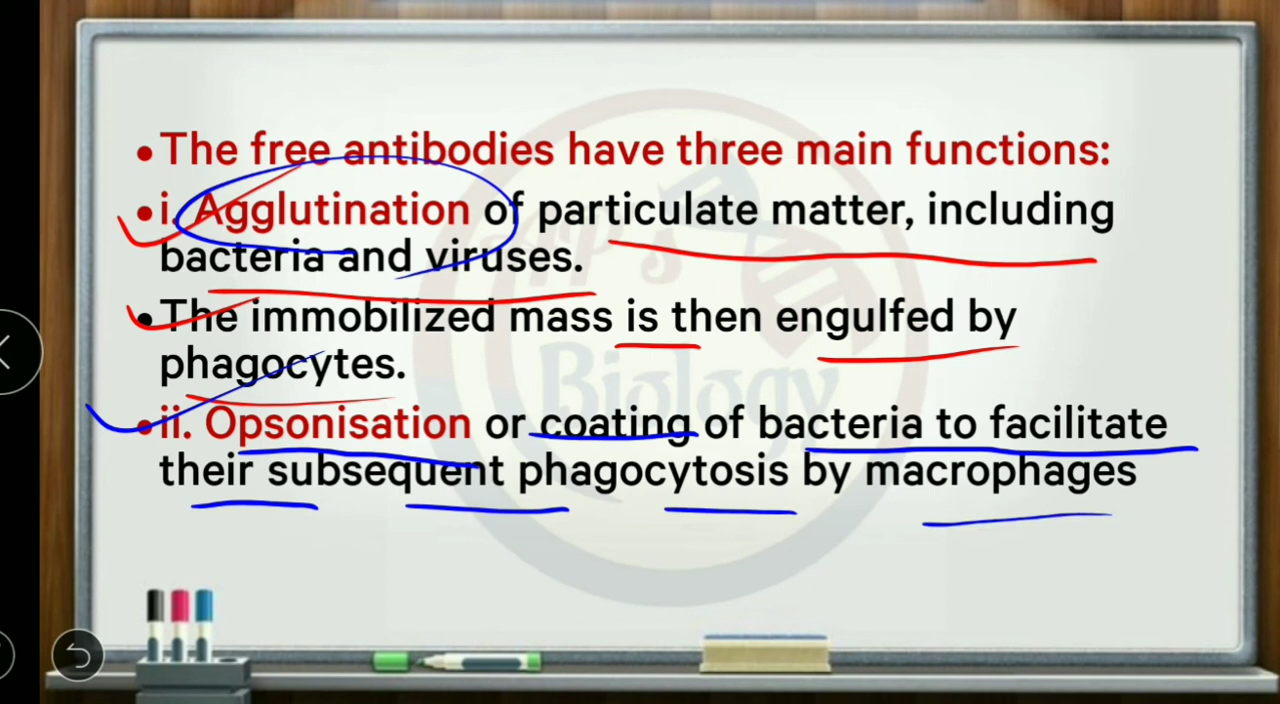 •The free antibodies have three main functions:
•i. Agglutination of particulate matter, including
bacteria and viruses.
•The immobilized mass is then engulfed by
phagocytes.
•ii. Opsonisation or coating of bacteria to facilitate
their subsequent phagocytosis by macrophages
Biology